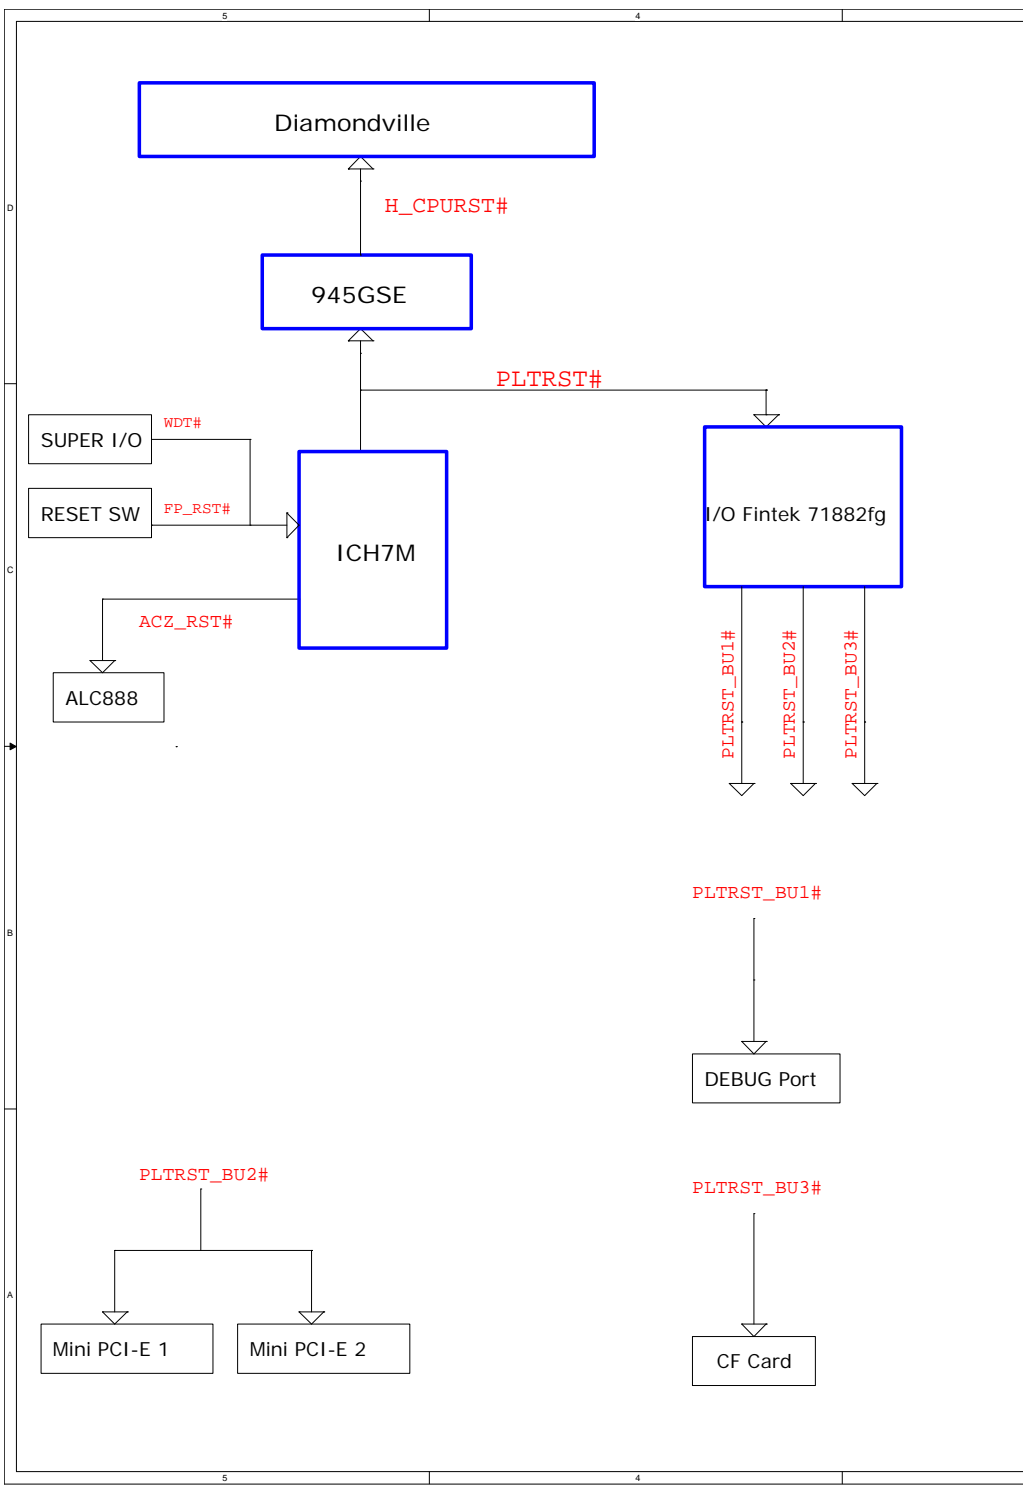 5
4
Diamondville
D
H_CPURST#
945GSE
PLTRST#
WDT#
SUPER I/O
FP_RST#
RESET SW
I/O Fintek 71882fg
ICH7M
C
ACZ_RST#
PLTRST_BU1#
PLTRST_BU2#
PLTRST_BU3#
ALC888
PLTRST_BU1#
B
DEBUG Port
PLTRST_BU2#
PLTRST_BU3#
A
Mini PCI-E 1
Mini PCI-E 2
CF Card
5
4